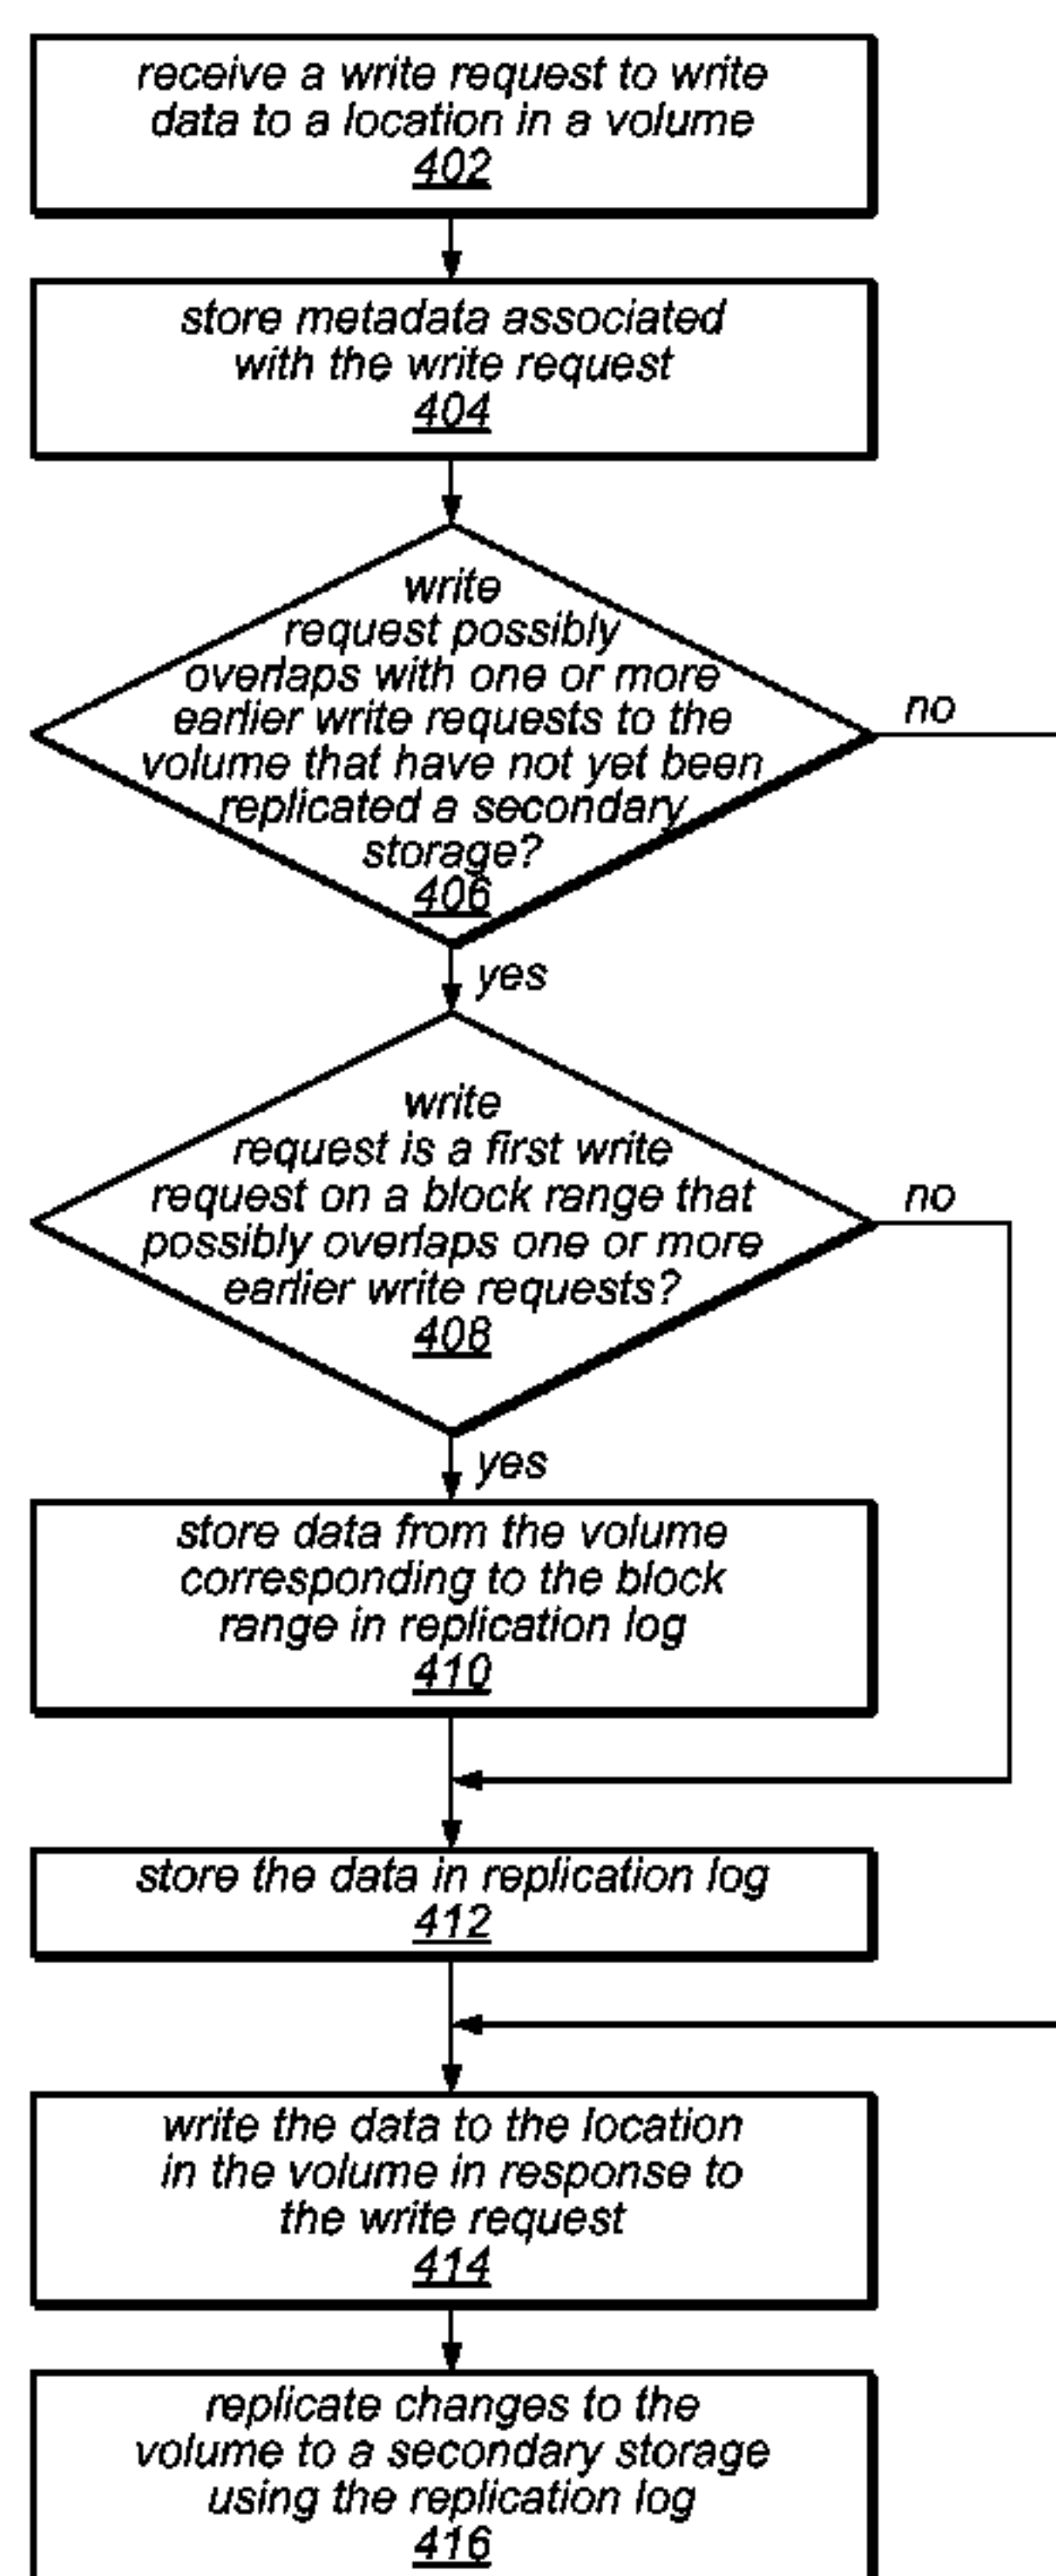 receive a write request to write
data to a location in a volume
402
store metadata associated
with the write request
404
write
request possibly
overlaps with one or more
earlier write requests to the
volume that have not yet been
replicated a secondary
storage?
406
no
yes
write
request is a first write
request on a block range that
possibly overlaps one or more
earlier write requests?
408
no
yes
store data from the volume
corresponding to the block
range in replication log
410
store the data in replication log
412
write the data to the location
in the volume in response to
the write request
414
replicate changes to the
volume to a secondary storage
using the replication log
416